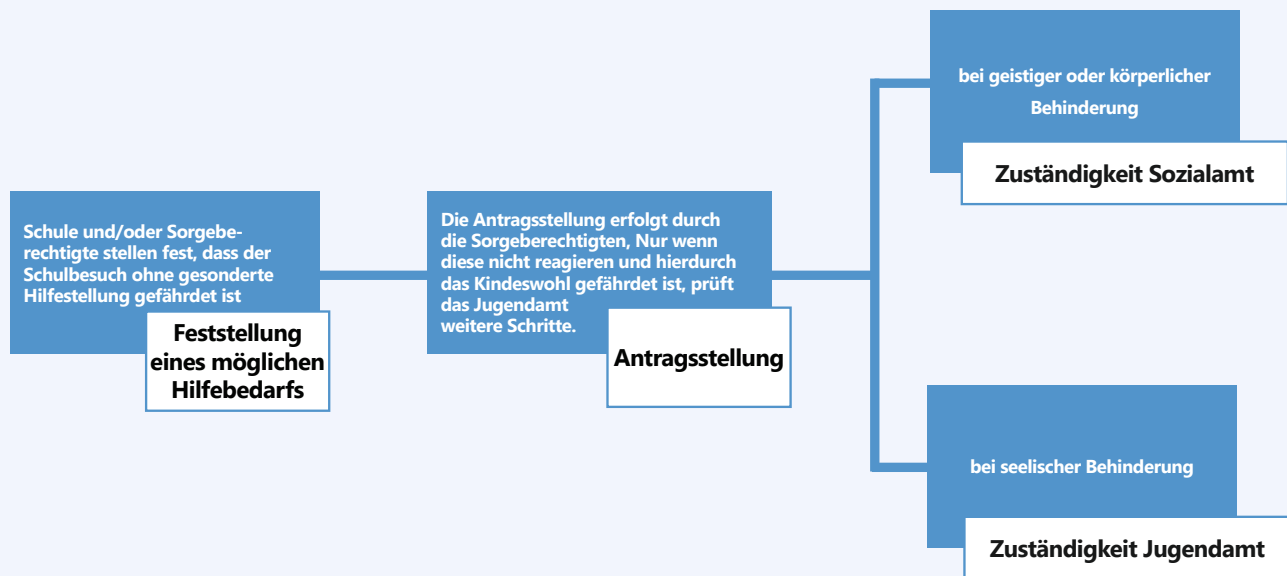 Schule und/oder Sorgebe-
rechtigte stellen fest, dass der
Schulbesuch ohne gesonderte
Hilfestellung gefährdet ist
Feststellung
eines möglichen
Hilfebedarfs
Die Antragsstellung erfolgt durch
die Sorgeberechtigten, Nur wenn
diese nicht reagieren und hierdurch
das Kindeswohl gefährdet ist, prüft
das Jugendamt
weitere Schritte.
Antragsstellung
bei geistiger oder körperlicher
Behinderung
Zuständigkeit Sozialamt
bei seelischer Behinderung
Zuständigkeit Jugendamt